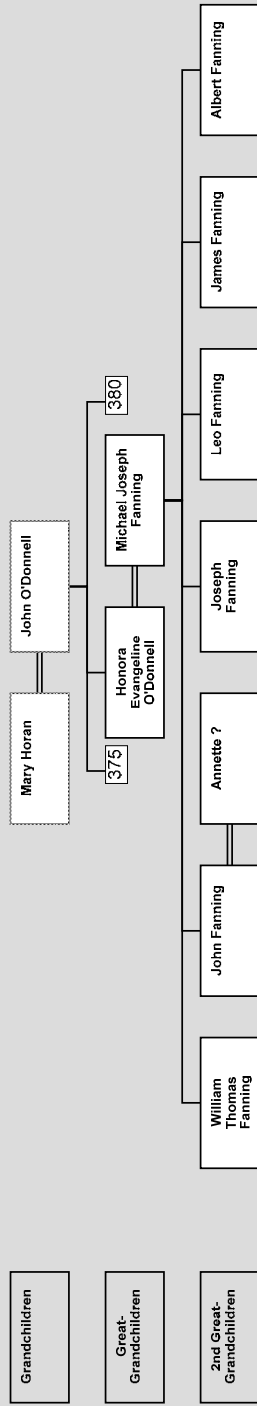 Grandchildren
Mary Horan
John O'Donnell
Great-
Grandchildren
375
Honora
Evangeline
O'Donnell
Michael Joseph
Fanning
380
2nd Great-
Grandchildren
William
Thomas
Fanning
John Fanning
Annette ?
Joseph
Fanning
Leo Fanning
James Fanning
Albert Fanning